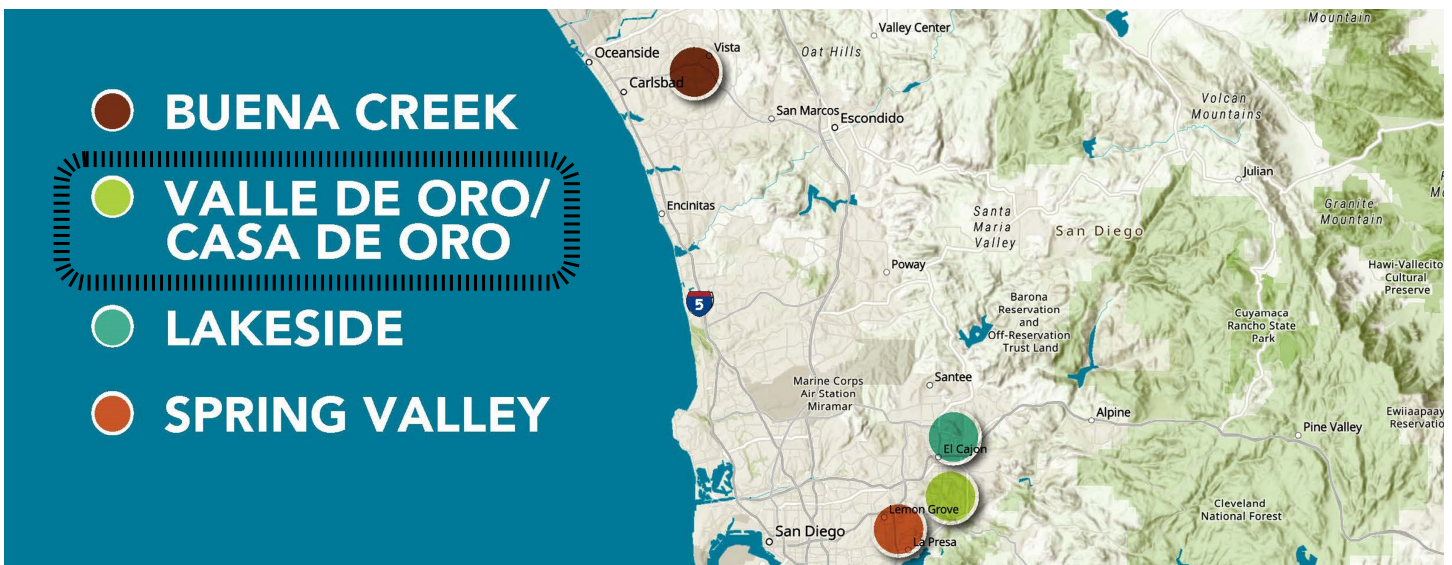 BUENA CREEK
VALLE DE ORO/
CASA DE ORO
LAKESIDE
SPRING VALLEY
Mountain
Valley Center
Oceanside
Vista
Oat Hills
Carlsbad
San Marcos
Escondido
Volcan
Mountains
Julian
Encinitas
Santa
Maria
Valley
San Diego
Granite
Mountain
Poway
Hawi-Vallecito
Cultural
Preserve
5
Barona
Reservation
and
Off-Reservation
Trust Land
Cuyamaca
Rancho State
Park
Marine Corps
Air Station
Miramar
Santee
Alpine
Ewiiaapaay
Reservatio
Pine Valley
El Cajon
Lemon Grove
Cleveland
National Forest
San Diego
La Presa